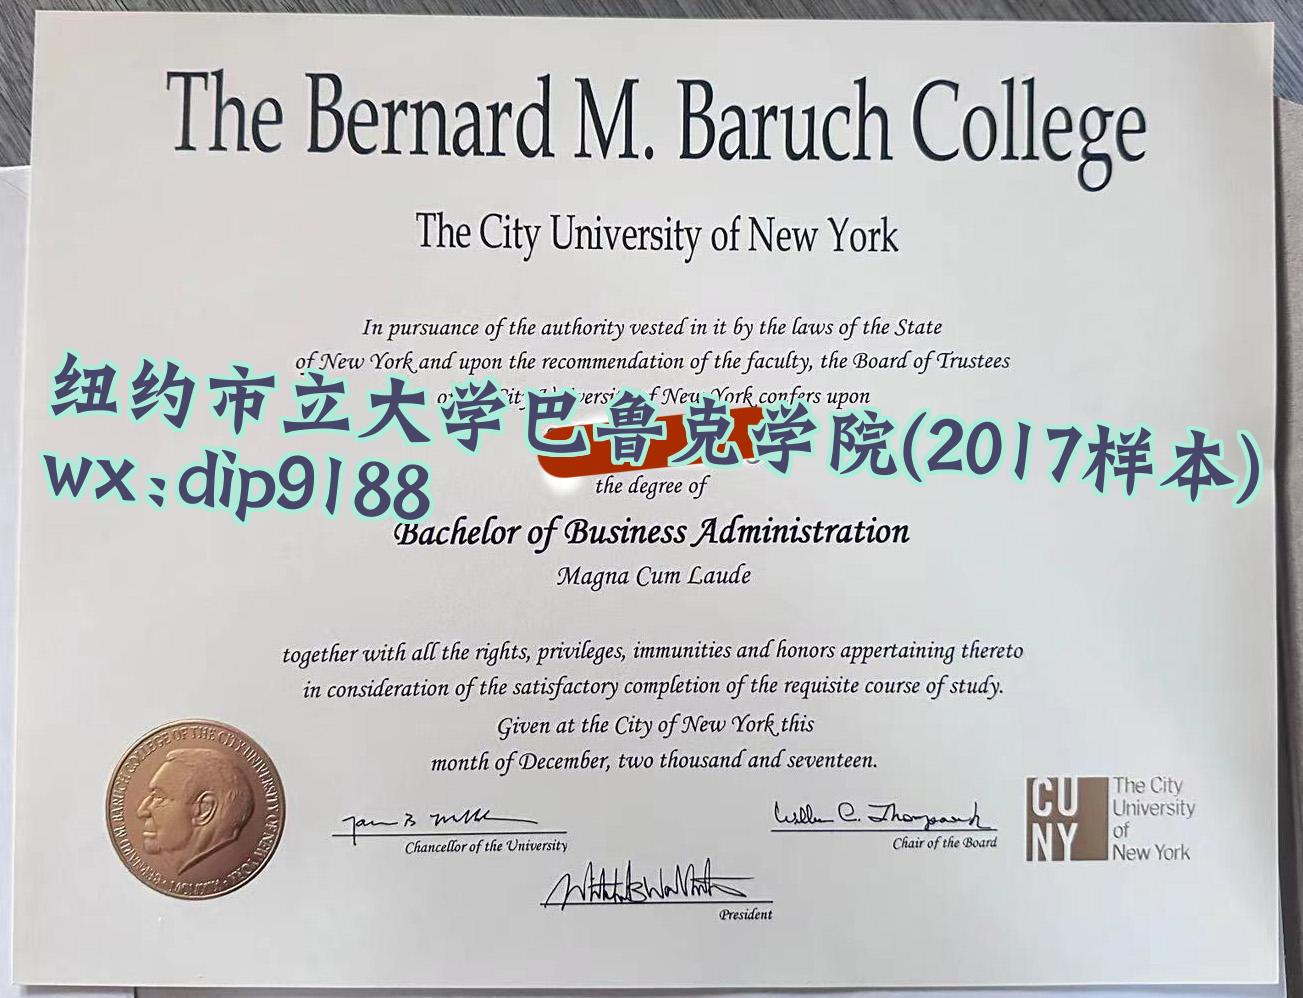 The Bernard M. Baruch College
The City University of New York
In pursuance of the authority vested in it by the laws of the State
of New York and upon the recommendation of the faculty, the Board of Trustees
of New York confers upon
纽约市立大学巴鲁克学院(2017样本)
wx:dip9188
the degree of
Bachelor of Business Administration
Magna Cum Laude
together with all the rights, privileges, immunities and honors appertaining thereto
in consideration of the satisfactory completion of the requisite course of study.
Given at the City of New York this
month of December, two thousand and seventeen.
Chancellor of the University
Chair of the Board
President
CU
NY
The City
University
of
New York